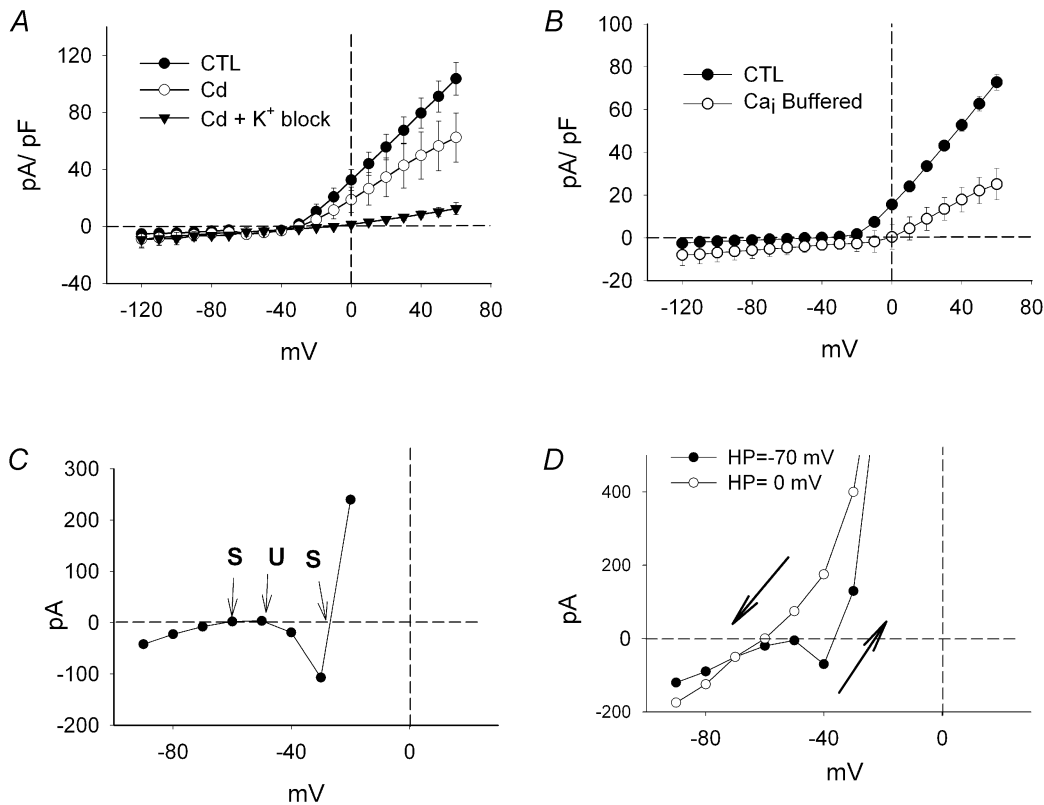 A
CTL
Cd
Cd + K⁺ block
pA/ pF
120
80
40
0
-40
-120 -80 -40 0 40 80
mV
B
CTL
Caᵢ Buffered
pA/ pF
100
80
60
40
20
0
-20
-120 -80 -40 0 40 80
mV
C
pA
300
200
100
0
-100
-200
S U S
-80 -40 0
mV
D
HP=-70 mV
HP= 0 mV
pA
400
200
0
-200
-80 -40 0
mV